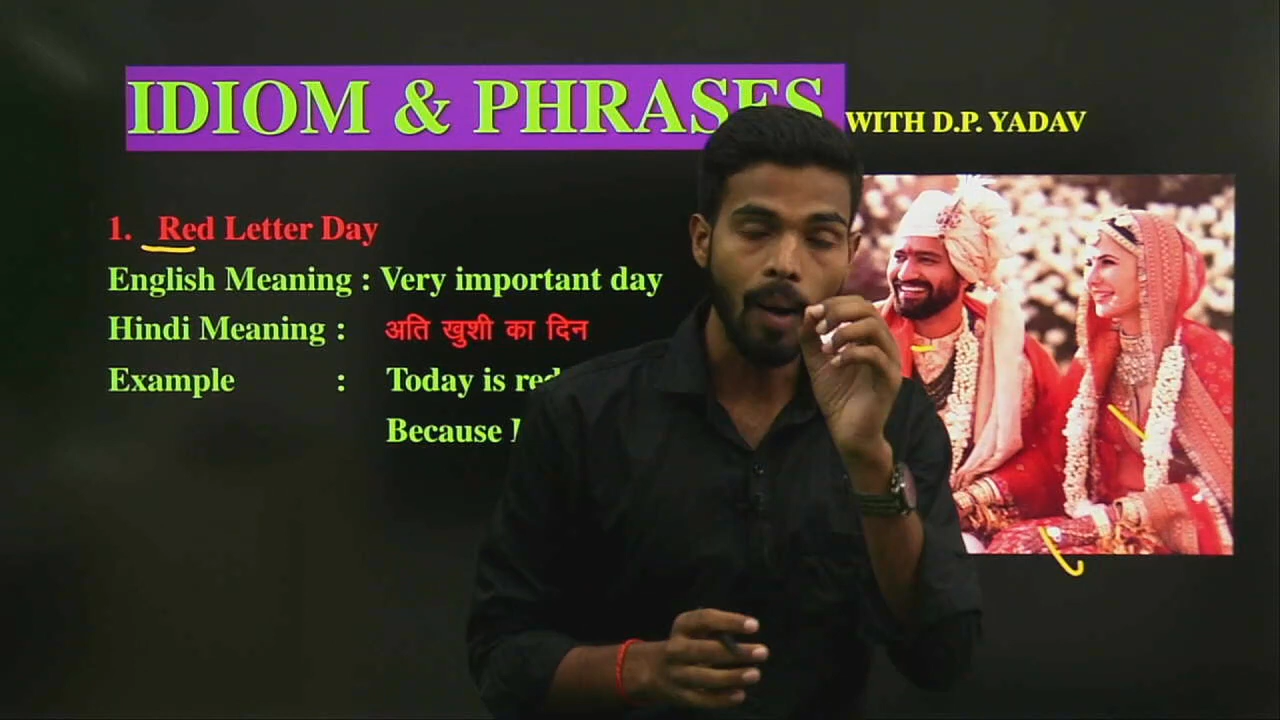 IDIOM & PHRASES
WITH D.P. YADAV
1. Red Letter Day
English Meaning : Very important day
Hindi Meaning : अति खुशी का दिन
Example : Today is
Because